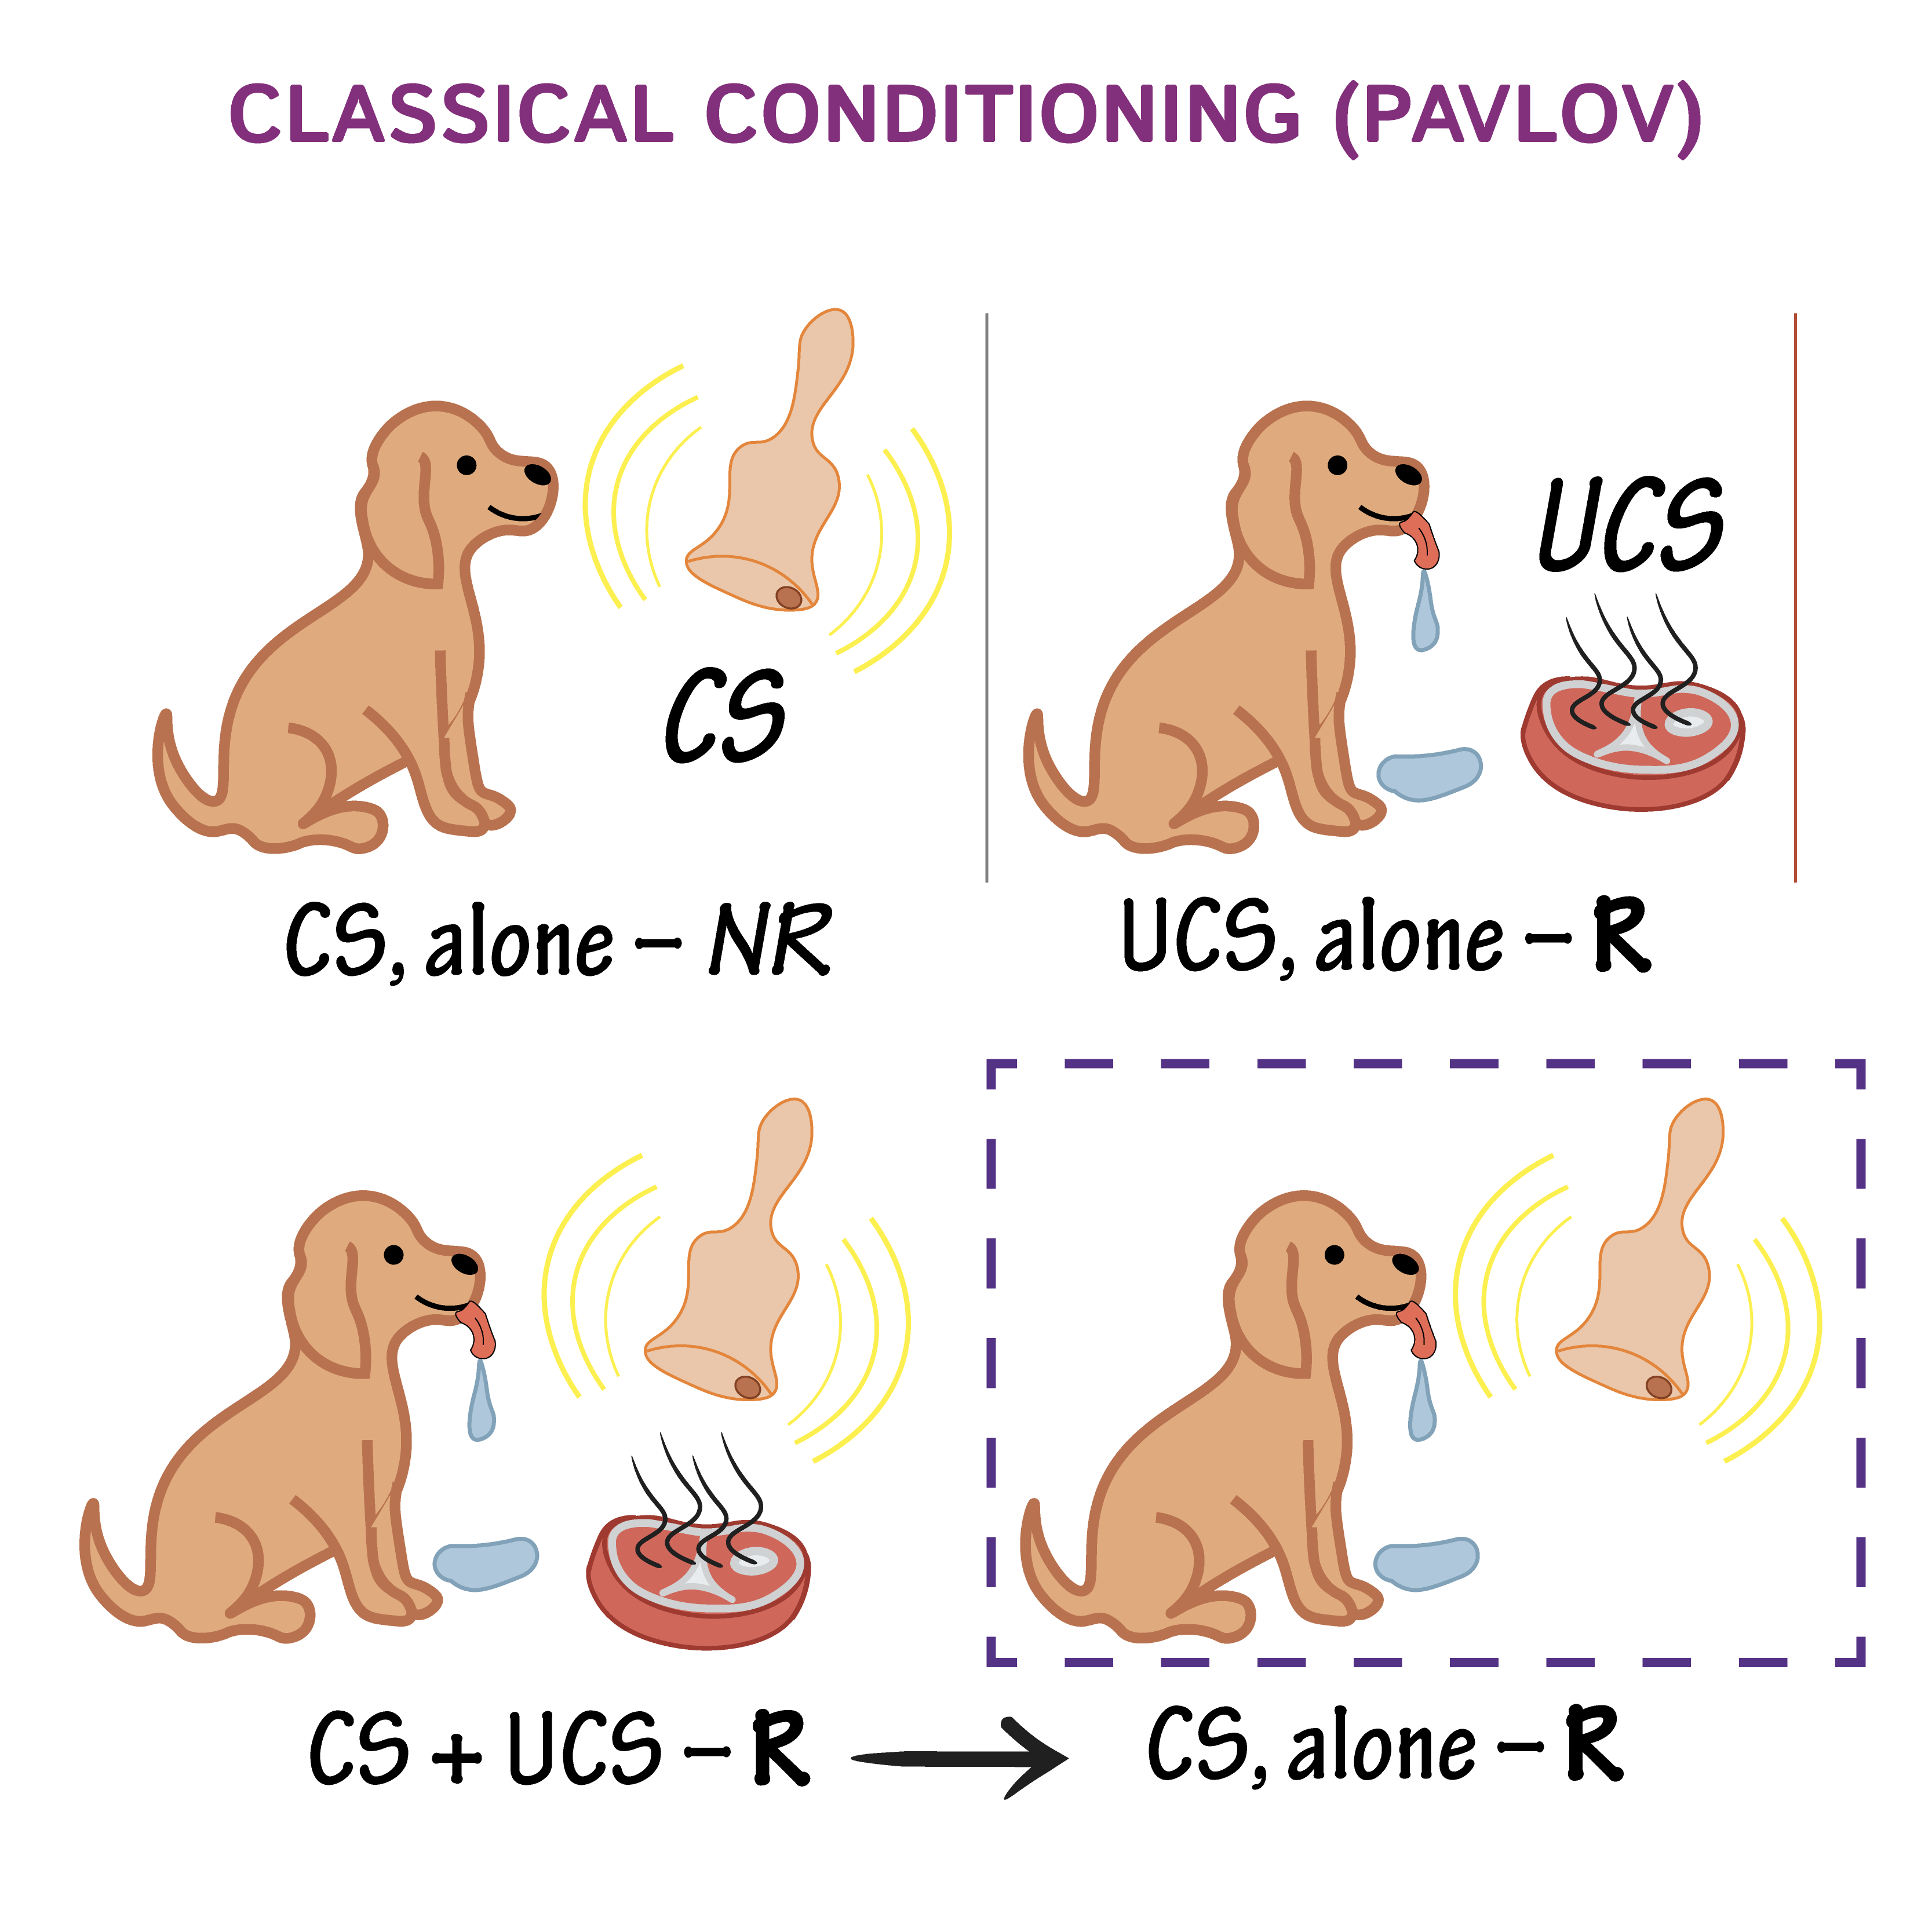 CLASSICAL CONDITIONING (PAVLOV)
CS
UCS
CS, alone – NR
UCS, alone – R
CS + UCS – R
CS, alone – R